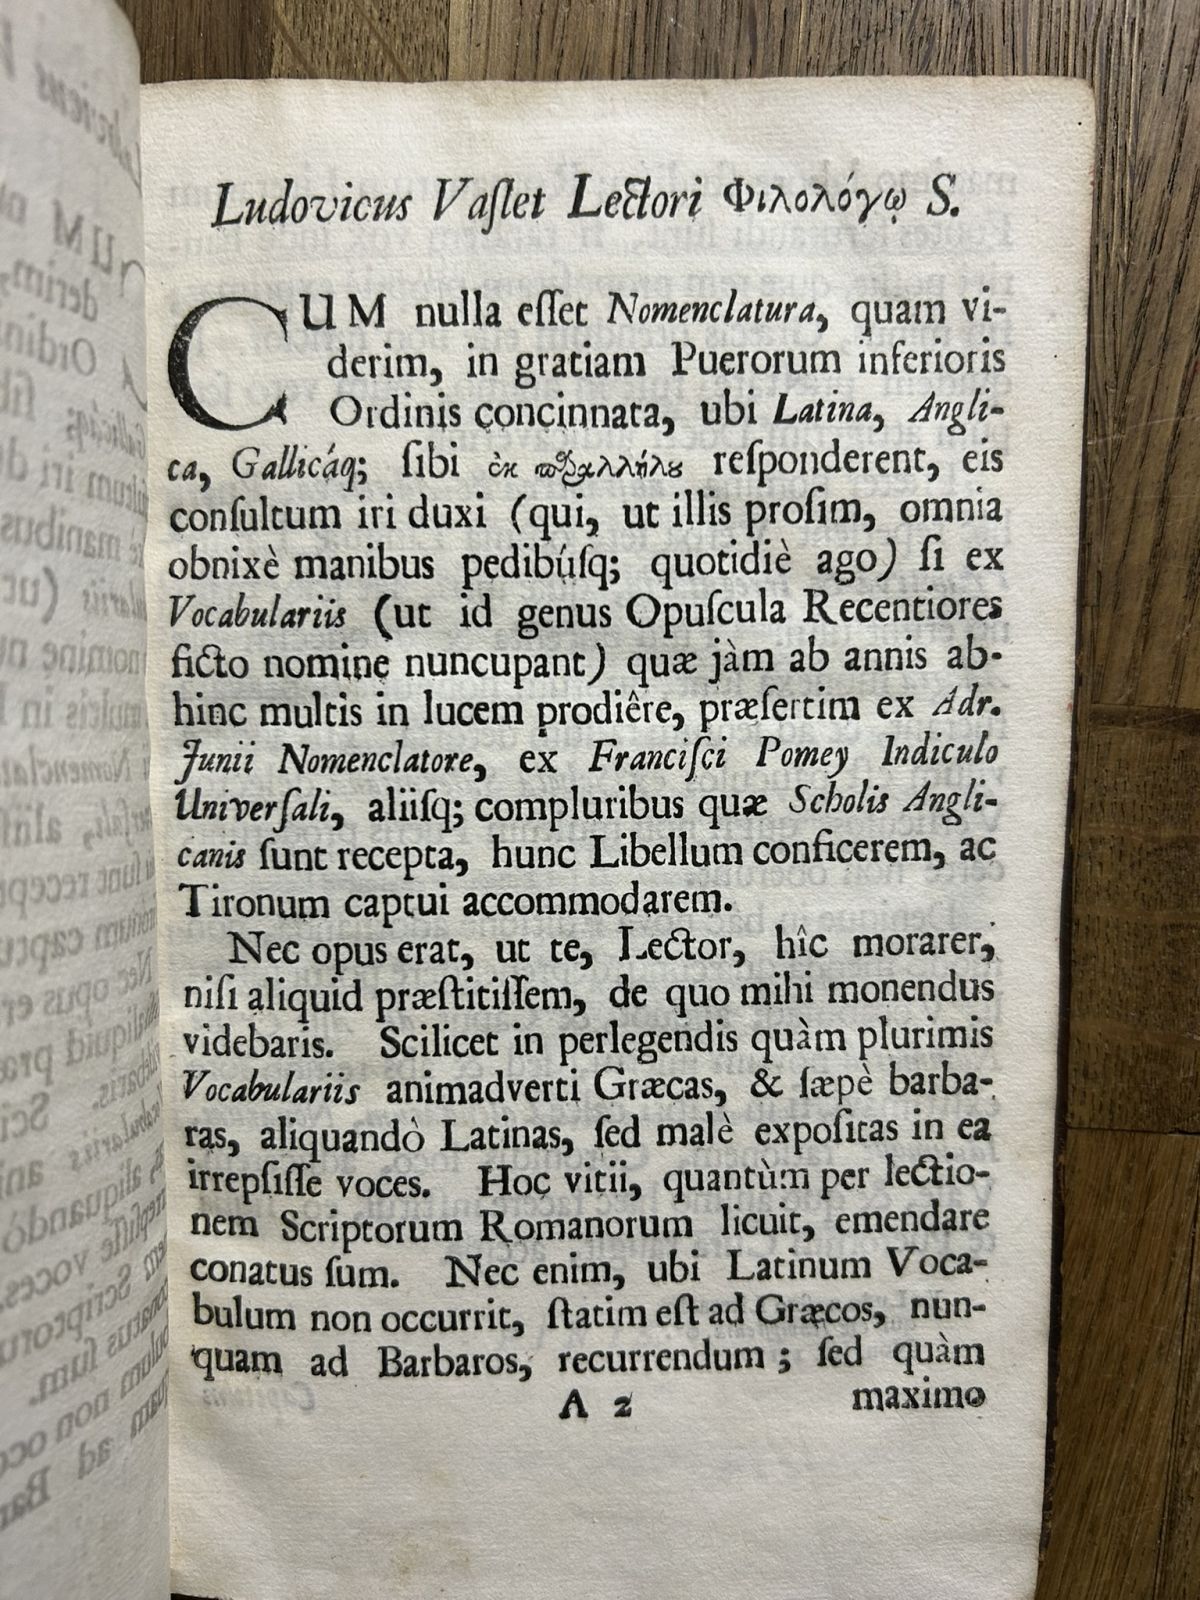 Ludovicus Vaſlet Lectori Φιλολόγῳ S.
CUM nulla eſſet Nomenclatura, quam vi-
derim, in gratiam Puerorum inferioris
Ordinis concinnata, ubi Latina, Angli-
ca, Gallicáq; ſibi ἐκ παραλλήλου reſponderent, eis
conſultum iri duxi (qui, ut illis proſim, omnia
obnixè manibus pedibúſq; quotidiè ago) ſi ex
Vocabulariis (ut id genus Opuſcula Recentiores
ficto nomine nuncupant) quæ jàm ab annis ab-
hinc multis in lucem prodiêre, præſertim ex Adr.
Junii Nomenclatore, ex Franciſci Pomey Indiculo
Univerſali, aliiſq; compluribus quæ Scholis Angli-
canis ſunt recepta, hunc Libellum conficerem, ac
Tironum captui accommodarem.
Nec opus erat, ut te, Lector, hîc morarer,
niſi aliquid præſtitiſſem, de quo mihi monendus
videbaris. Scilicet in perlegendis quàm plurimis
Vocabulariis animadverti Græcas, & ſæpè barba-
ras, aliquandò Latinas, ſed malè expoſitas in ea
irrepſiſſe voces. Hoc vitii, quantùm per lectio-
nem Scriptorum Romanorum licuit, emendare
conatus ſum. Nec enim, ubi Latinum Voca-
bulum non occurrit, ſtatim eſt ad Græcos, nun-
quam ad Barbaros, recurrendum; ſed quàm
A 2 maximo